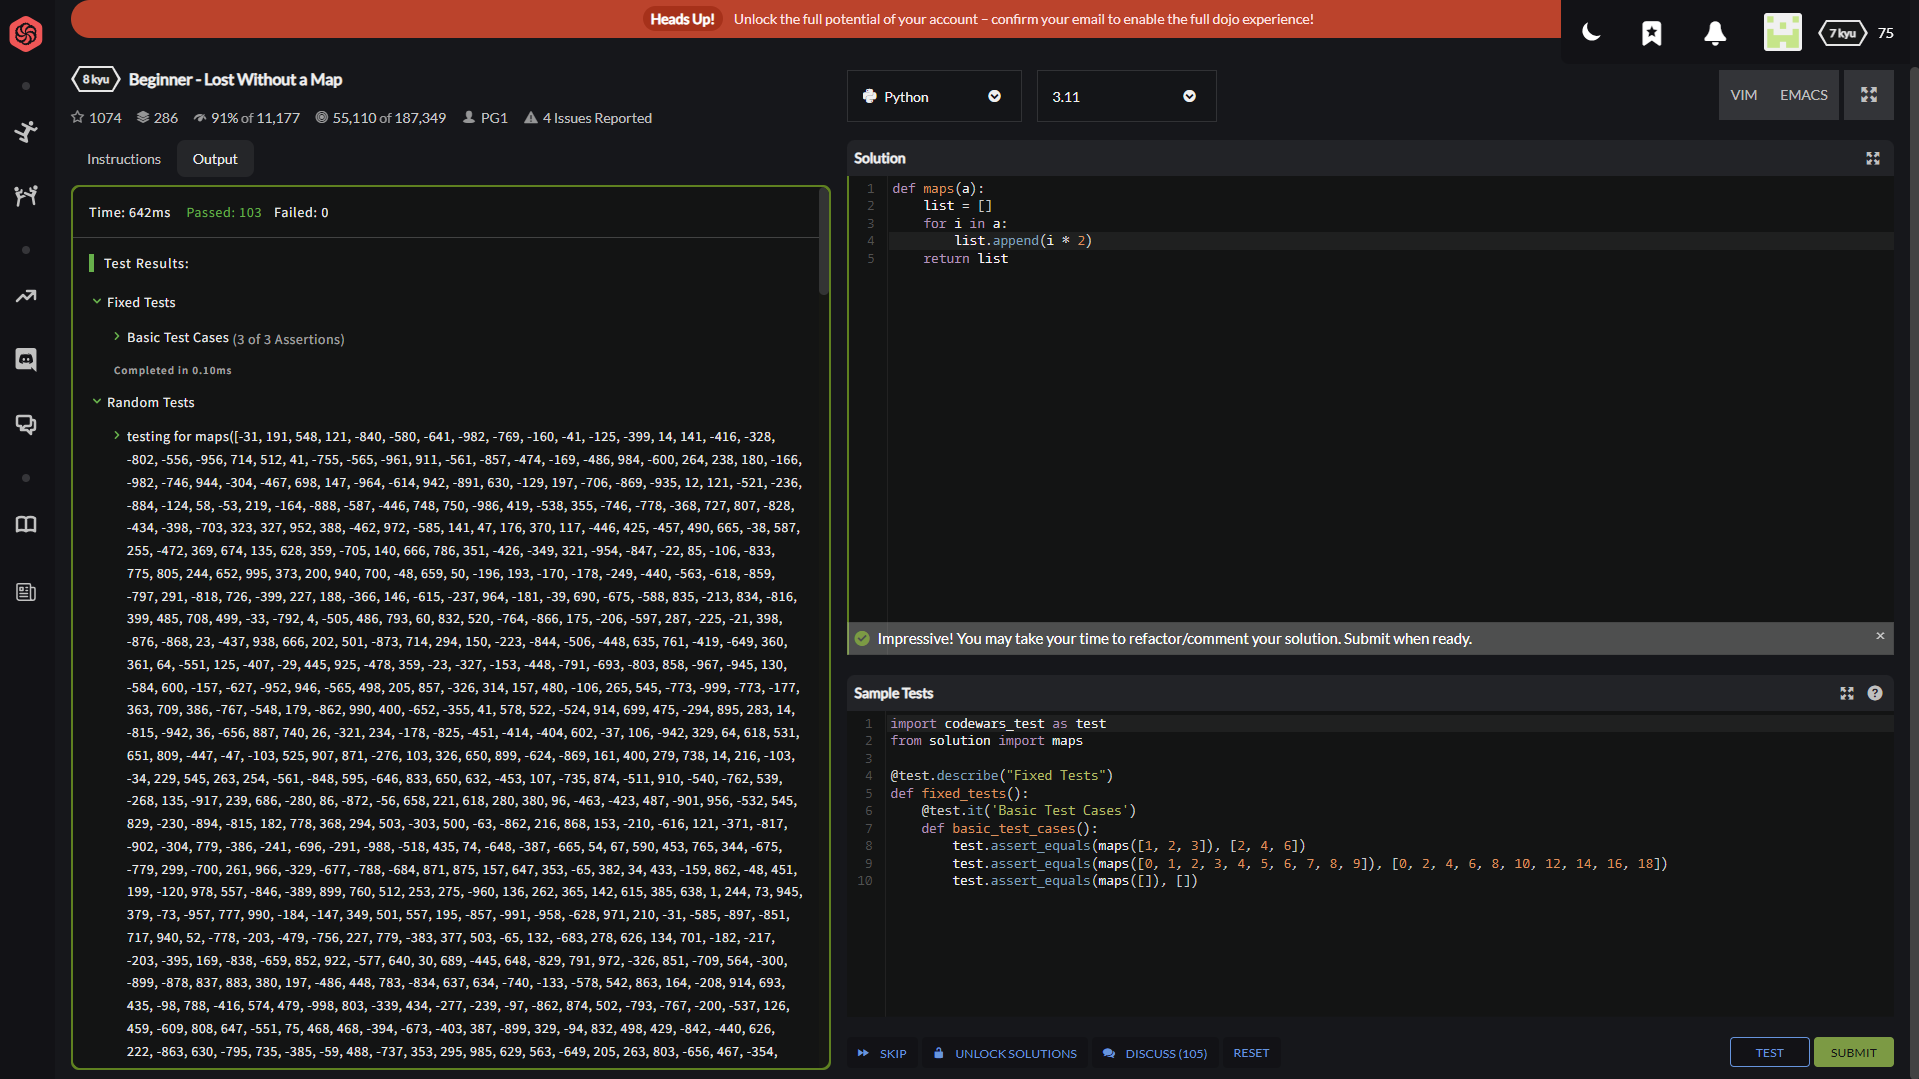 Heads Up! Unlock the full potential of your account – confirm your email to enable the full dojo experience!
7 kyu 75
8 kyu Beginner - Lost Without a Map
1074 286 91% of 11,177 55,110 of 187,349 PG1 4 Issues Reported
Instructions Output
Time: 642ms Passed: 103 Failed: 0
Test Results:
Fixed Tests
Basic Test Cases (3 of 3 Assertions)
Completed in 0.10ms
Random Tests
testing for maps([-31, 191, 548, 121, -840, -580, -641, -982, -769, -160, -41, -125, -399, 14, 141, -416, -328,
-802, -556, -956, 714, 512, 41, -755, -565, -961, 911, -561, -857, -474, -169, -486, 984, -600, 264, 238, 180, -166,
-982, -746, 944, -304, -467, 698, 147, -964, -614, 942, -891, 630, -129, 197, -706, -869, -935, 12, 121, -521, -236,
-884, -124, 58, -53, 219, -164, -888, -587, -446, 748, 750, -986, 419, -538, 355, -746, -778, -368, 727, 807, -828,
-434, -398, -703, 323, 327, 952, 388, -462, 972, -585, 141, 47, 176, 370, 117, -446, 425, -457, 490, 665, -38, 587,
255, -472, 369, 674, 135, 628, 359, -705, 140, 666, 786, 351, -426, -349, 321, -954, -847, -22, 85, -106, -833,
775, 805, 244, 652, 995, 373, 200, 940, 700, -48, 659, 50, -196, 193, -170, -178, -249, -440, -563, -618, -859,
-797, 291, -818, 726, -399, 227, 188, -366, 146, -615, -237, 964, -181, -39, 690, -675, -588, 835, -213, 834, -816,
399, 485, 708, 499, -33, -792, 4, -505, 486, 793, 60, 832, 520, -764, -866, 175, -206, -597, 287, -225, -21, 398,
-876, -868, 23, -437, 938, 666, 202, 501, -873, 714, 294, 150, -223, -844, -506, -448, 635, 761, -419, -649, 360,
361, 64, -551, 125, -407, -29, 445, 925, -478, 359, -23, -327, -153, -448, -791, -693, -803, 858, -967, -945, 130,
-584, 600, -157, -627, -952, 946, -565, 498, 205, 857, -326, 314, 157, 480, -106, 265, 545, -773, -999, -773, -177,
363, 709, 386, -767, -548, 179, -862, 990, 400, -652, -355, 41, 578, 522, -524, 914, 699, 475, -294, 895, 283, 14,
-815, -942, 36, -656, 887, 740, 26, -321, 234, -178, -825, -451, -414, -404, 602, -37, 106, -942, 329, 64, 618, 531,
651, 809, -447, -47, -103, 525, 907, 871, -276, 103, 326, 650, 899, -624, -869, 161, 400, 279, 738, 14, 216, -103,
-34, 229, 545, 263, 254, -561, -848, 595, -646, 833, 650, 632, -453, 107, -735, 874, -511, 910, -540, -762, 539,
-268, 135, -917, 239, 686, -280, 86, -872, -56, 658, 221, 618, 280, 380, 96, -463, -423, 487, -901, 956, -532, 545,
829, -230, -894, -815, 182, 778, 368, 294, 503, -303, 500, -63, -862, 216, 868, 153, -210, -616, 121, -371, -817,
-902, -304, 779, -386, -241, -696, -291, -988, -518, 435, 74, -648, -387, -665, 54, 67, 590, 453, 765, 344, -675,
-779, 299, -700, 261, 966, -329, -677, -788, -684, 871, 875, 157, 647, 353, -65, 382, 34, 433, -159, 862, -48, 451,
199, -120, 978, 557, -846, -389, 899, 760, 512, 253, 275, -960, 136, 262, 365, 142, 615, 385, 638, 1, 244, 73, 945,
379, -73, -957, 777, 990, -184, -147, 349, 501, 557, 195, -857, -991, -958, -628, 971, 210, -31, -585, -897, -851,
717, 940, 52, -778, -203, -479, -756, 227, 779, -383, 377, 503, -65, 132, -683, 278, 626, 134, 701, -182, -217,
-203, -395, 169, -838, -659, 852, 922, -577, 640, 30, 689, -445, 648, -829, 791, 972, -326, 851, -709, 564, -300,
-899, -878, 837, 883, 380, 197, -486, 448, 783, -834, 637, 634, -740, -133, -578, 542, 863, 164, -208, 914, 693,
435, -98, 788, -416, 574, 479, -998, 803, -339, 434, -277, -239, -97, -862, 874, 502, -793, -767, -200, -537, 126,
459, -609, 808, 647, -551, 75, 468, 468, -394, -673, -403, 387, -899, 329, -94, 832, 498, 429, -842, -440, 626,
222, -863, 630, -795, 735, -385, -59, 488, -737, 353, 295, 985, 629, 563, -649, 205, 263, 803, -656, 467, -354,
Python 3.11 VIM EMACS
Solution
1 def maps(a):
2 list = []
3 for i in a:
4 list.append(i * 2)
5 return list
Impressive! You may take your time to refactor/comment your solution. Submit when ready. ×
Sample Tests ?
1 import codewars_test as test
2 from solution import maps
3
4 @test.describe("Fixed Tests")
5 def fixed_tests():
6 @test.it('Basic Test Cases')
7 def basic_test_cases():
8 test.assert_equals(maps([1, 2, 3]), [2, 4, 6])
9 test.assert_equals(maps([0, 1, 2, 3, 4, 5, 6, 7, 8, 9]), [0, 2, 4, 6, 8, 10, 12, 14, 16, 18])
10 test.assert_equals(maps([]), [])
SKIP UNLOCK SOLUTIONS DISCUSS (105) RESET TEST SUBMIT